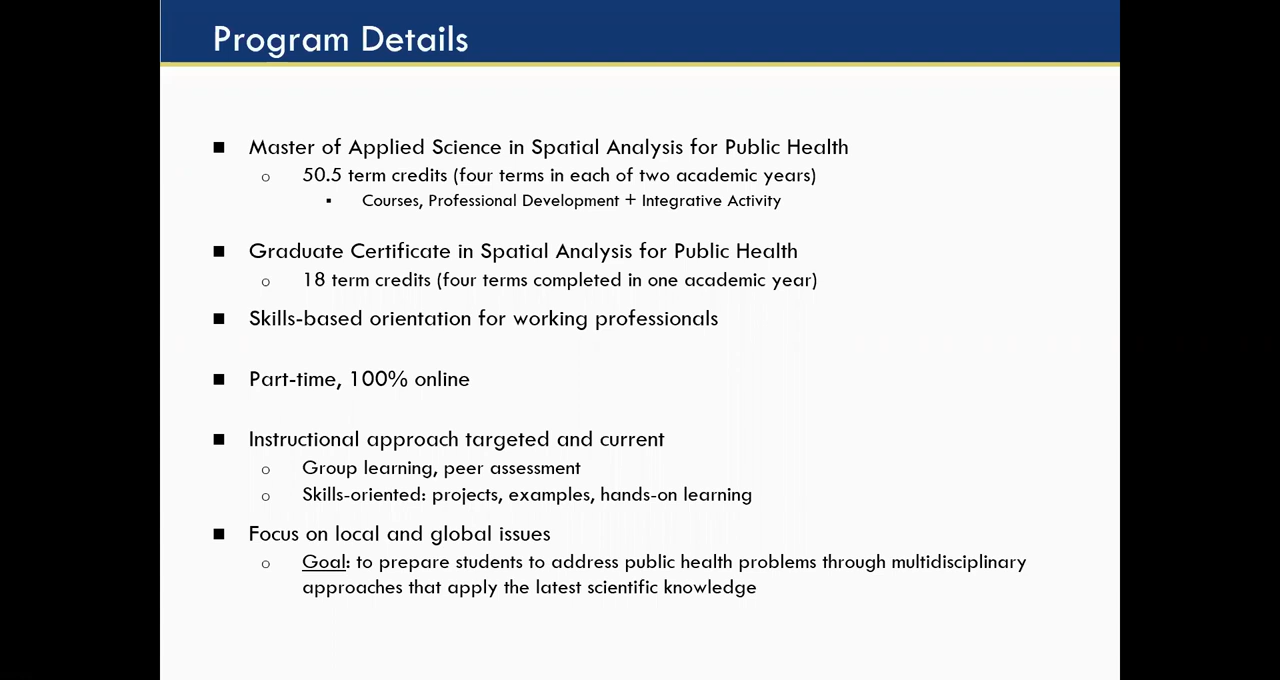 Program Details
■ Master of Applied Science in Spatial Analysis for Public Health
o 50.5 term credits (four terms in each of two academic years)
▪ Courses, Professional Development + Integrative Activity
■ Graduate Certificate in Spatial Analysis for Public Health
o 18 term credits (four terms completed in one academic year)
■ Skills-based orientation for working professionals
■ Part-time, 100% online
■ Instructional approach targeted and current
o Group learning, peer assessment
o Skills-oriented: projects, examples, hands-on learning
■ Focus on local and global issues
o Goal: to prepare students to address public health problems through multidisciplinary
approaches that apply the latest scientific knowledge